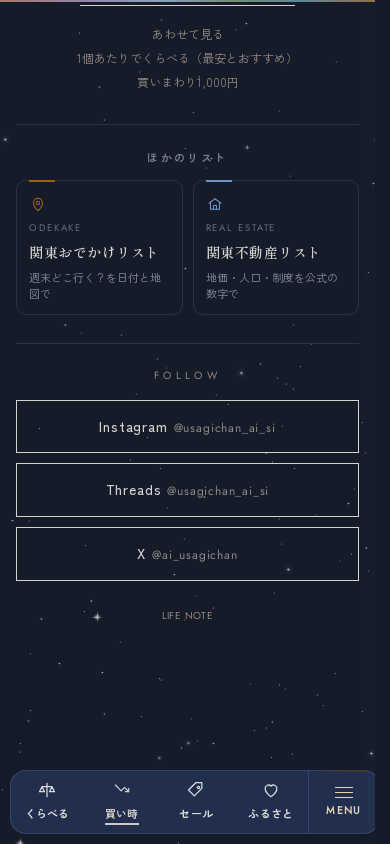 あわせて見る
1個あたりでくらべる（最安とおすすめ）
買いまわり1,000円
ほかのリスト
ODEKAKE
関東おでかけリスト
週末どこ行く？を日付と地
図で
REAL ESTATE
関東不動産リスト
地価・人口・制度を公式の
数字で
FOLLOW
Instagram @usagichan_ai_si
Threads @usagichan_ai_si
X @ai_usagichan
LIFE NOTE
くらべる
買い時
セール
ふるさと
MENU